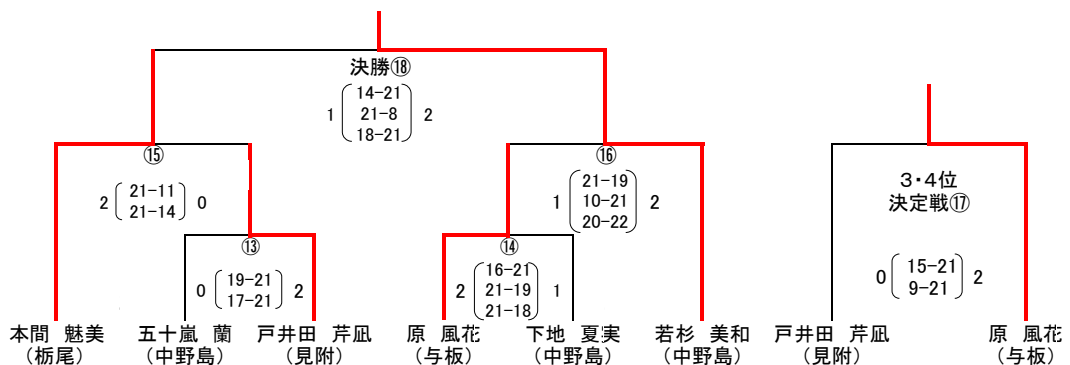 決勝⑱
14-21
1 21-8 2
18-21
⑮
21-11
2 0
21-14
⑯
21-19
1 10-21 2
20-22
3・4位
決定戦⑰
⑬
19-21
0 2
17-21
⑭
16-21
2 21-19 1
21-18
15-21
0 2
9-21
本間 魅美 五十嵐 蘭 戸井田 芹凪 原 風花 下地 夏実 若杉 美和 戸井田 芹凪 原 風花
(栃尾) (中野島) (見附) (与板) (中野島) (中野島) (見附) (与板)